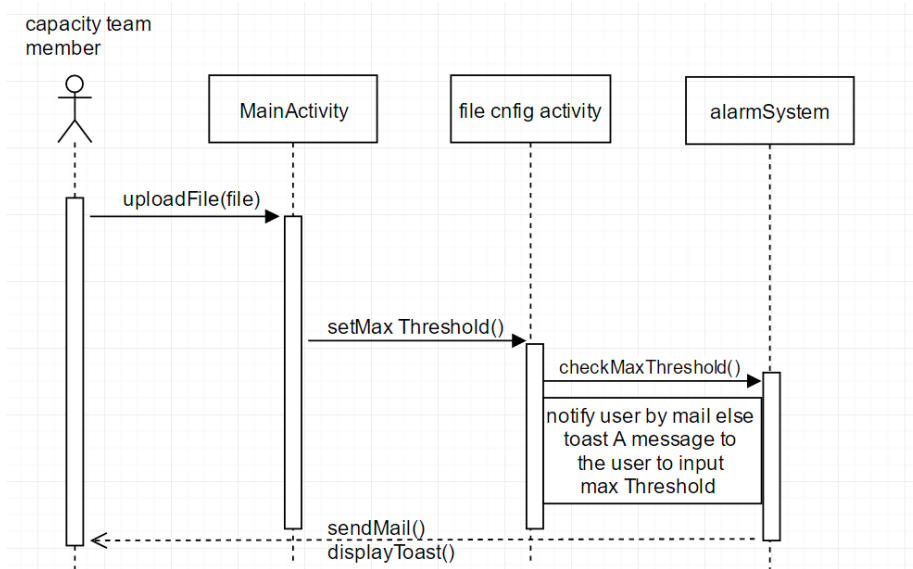 capacity team
member
MainActivity
file cnfig activity
alarmSystem
uploadFile(file)
setMax Threshold()
checkMaxThreshold()
notify user by mail else
toast A message to
the user to input
max Threshold
sendMail()
displayToast()